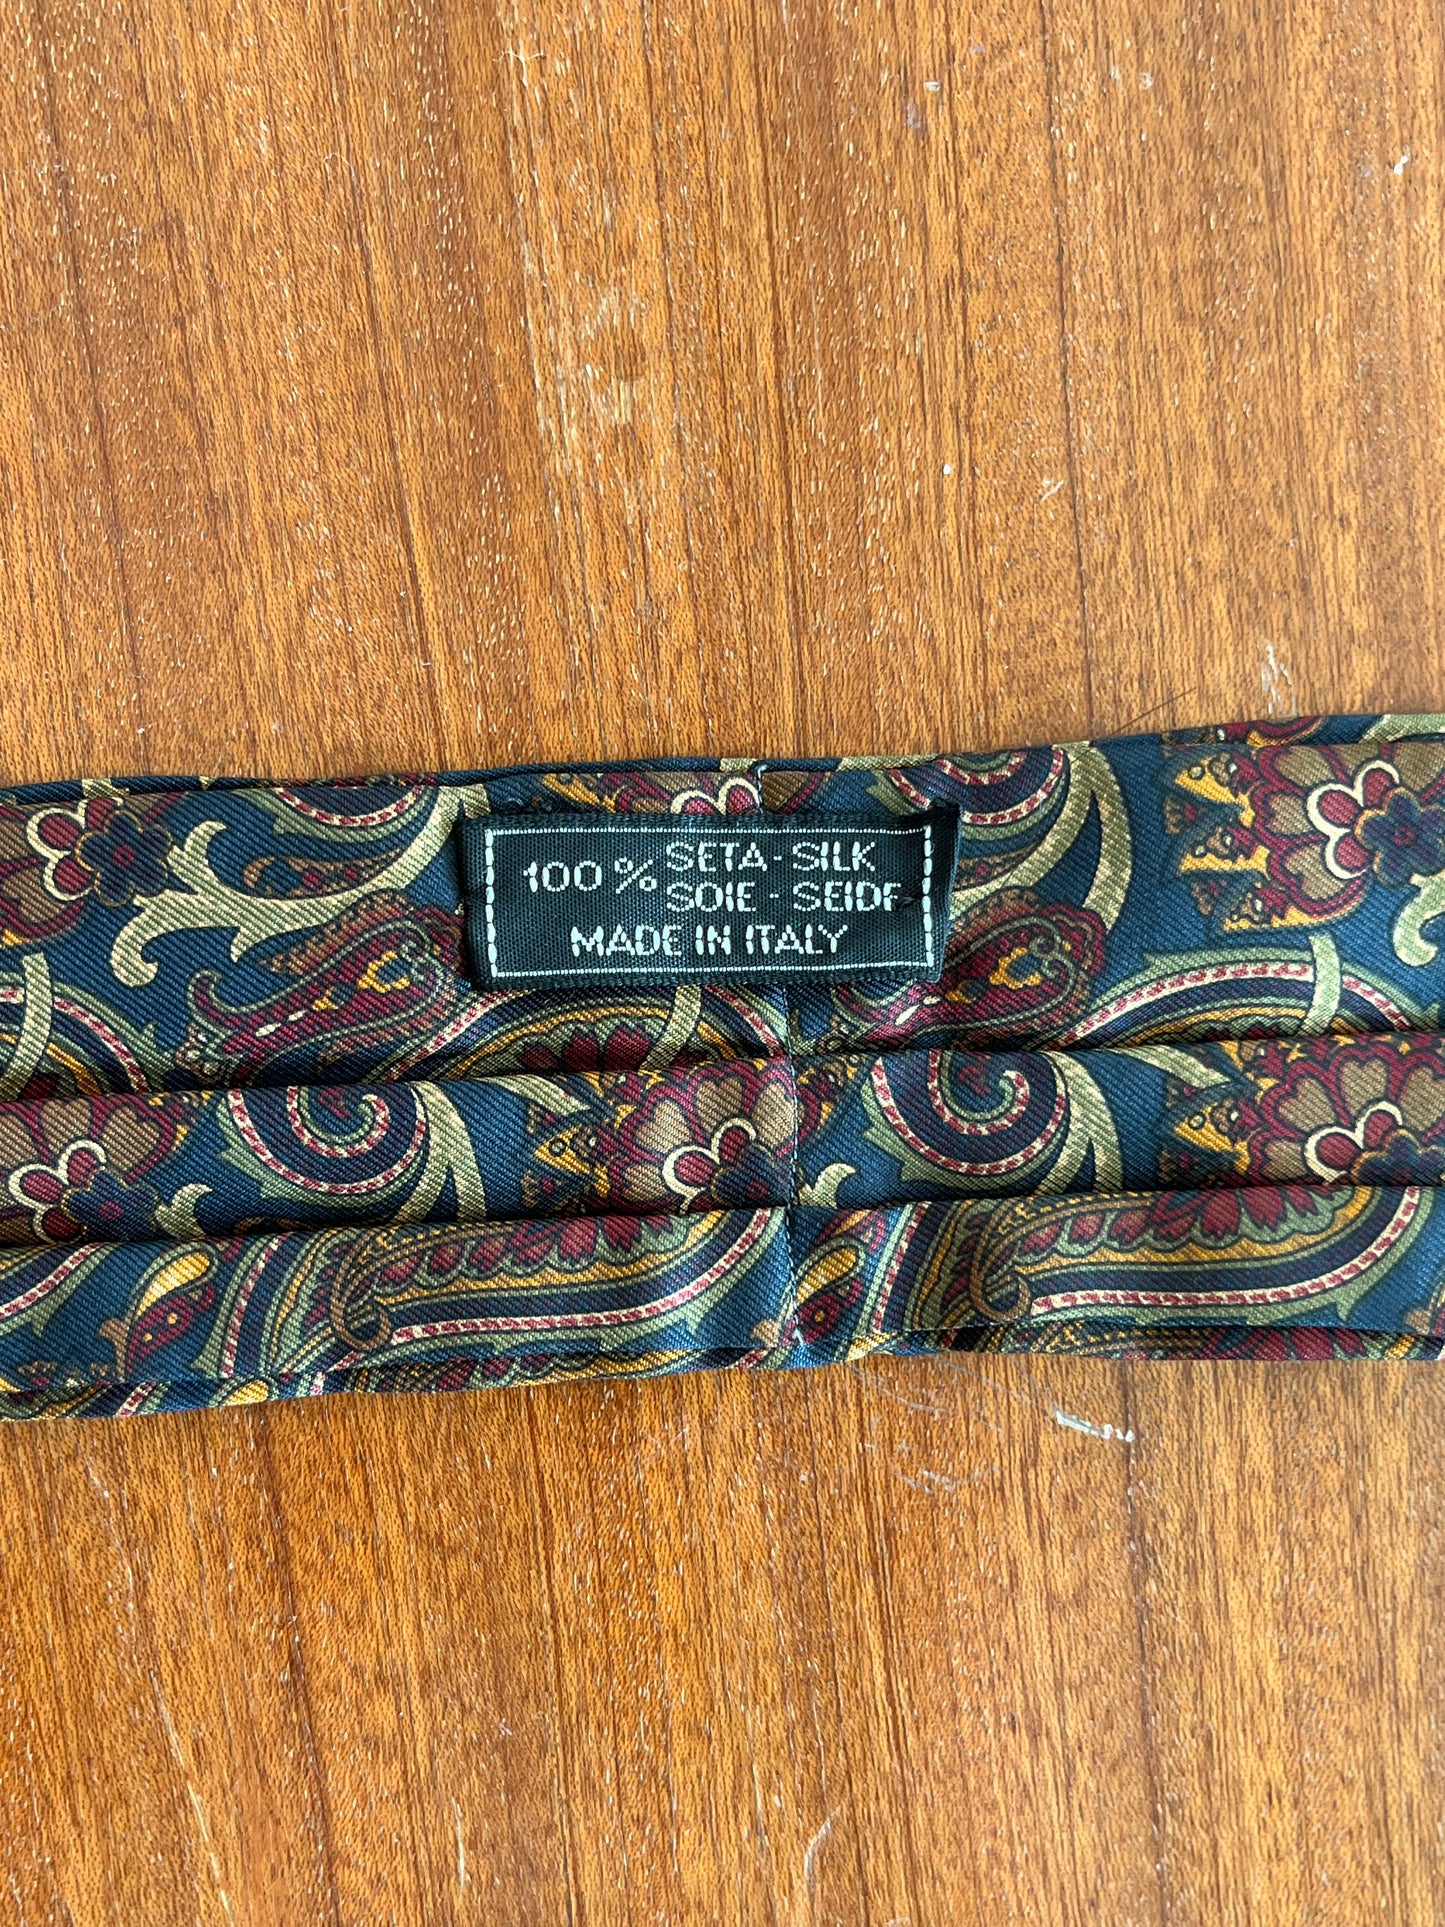 100% SETA - SILK
SOIE - SEIDE
MADE IN ITALY